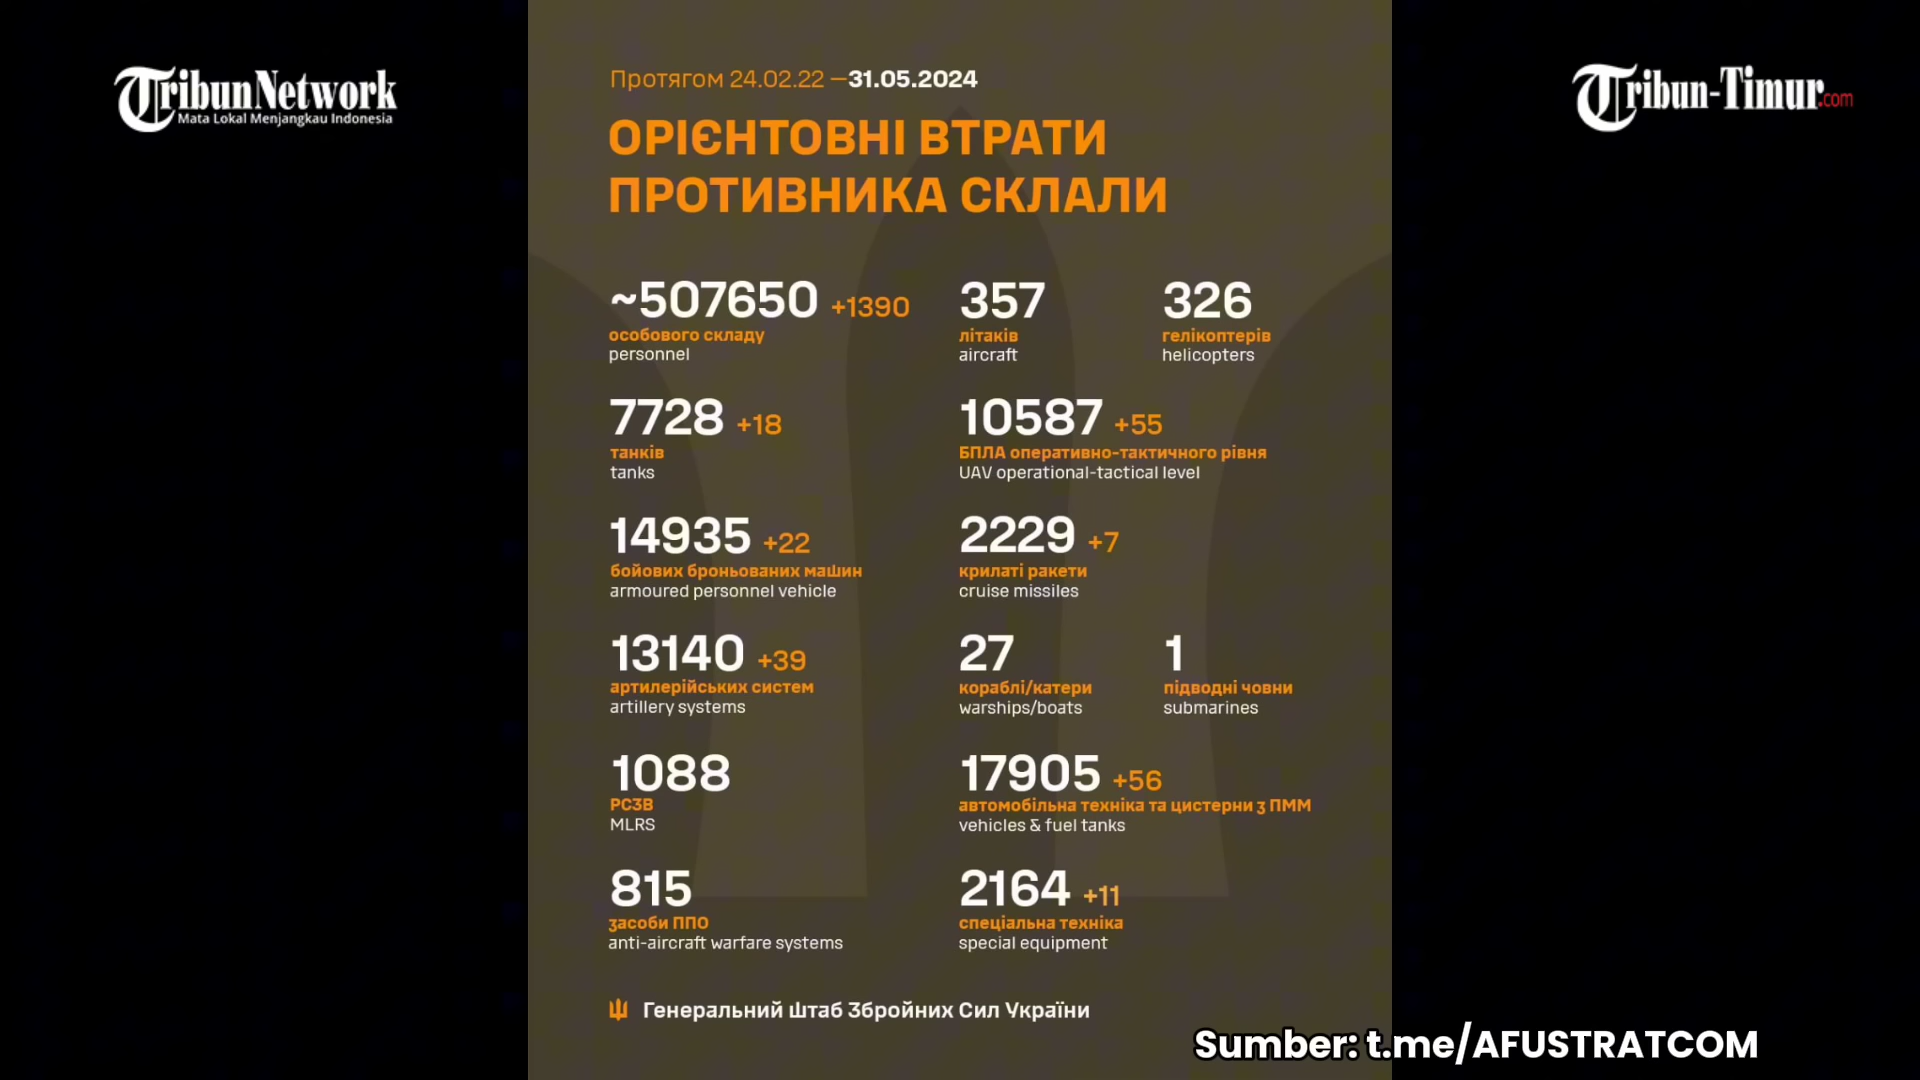 TribunNetwork
Mata Lokal Menjangkau Indonesia
Tribun-Timur.com
Протягом 24.02.22 —31.05.2024
ОРІЄНТОВНІ ВТРАТИ
ПРОТИВНИКА СКЛАЛИ
~507650 +1390
особового складу
personnel
357
літаків
aircraft
326
гелікоптерів
helicopters
7728 +18
танків
tanks
10587 +55
БПЛА оперативно-тактичного рівня
UAV operational-tactical level
14935 +22
бойових броньованих машин
armoured personnel vehicle
2229 +7
крилаті ракети
cruise missiles
13140 +39
артилерійських систем
artillery systems
27
кораблі/катери
warships/boats
1
підводні човни
submarines
1088
РСЗВ
MLRS
17905 +56
автомобільна техніка та цистерни з ПММ
vehicles & fuel tanks
815
засоби ППО
anti-aircraft warfare systems
2164 +11
спеціальна техніка
special equipment
Генеральний штаб Збройних Сил України
Sumber: t.me/AFUSTRATCOM